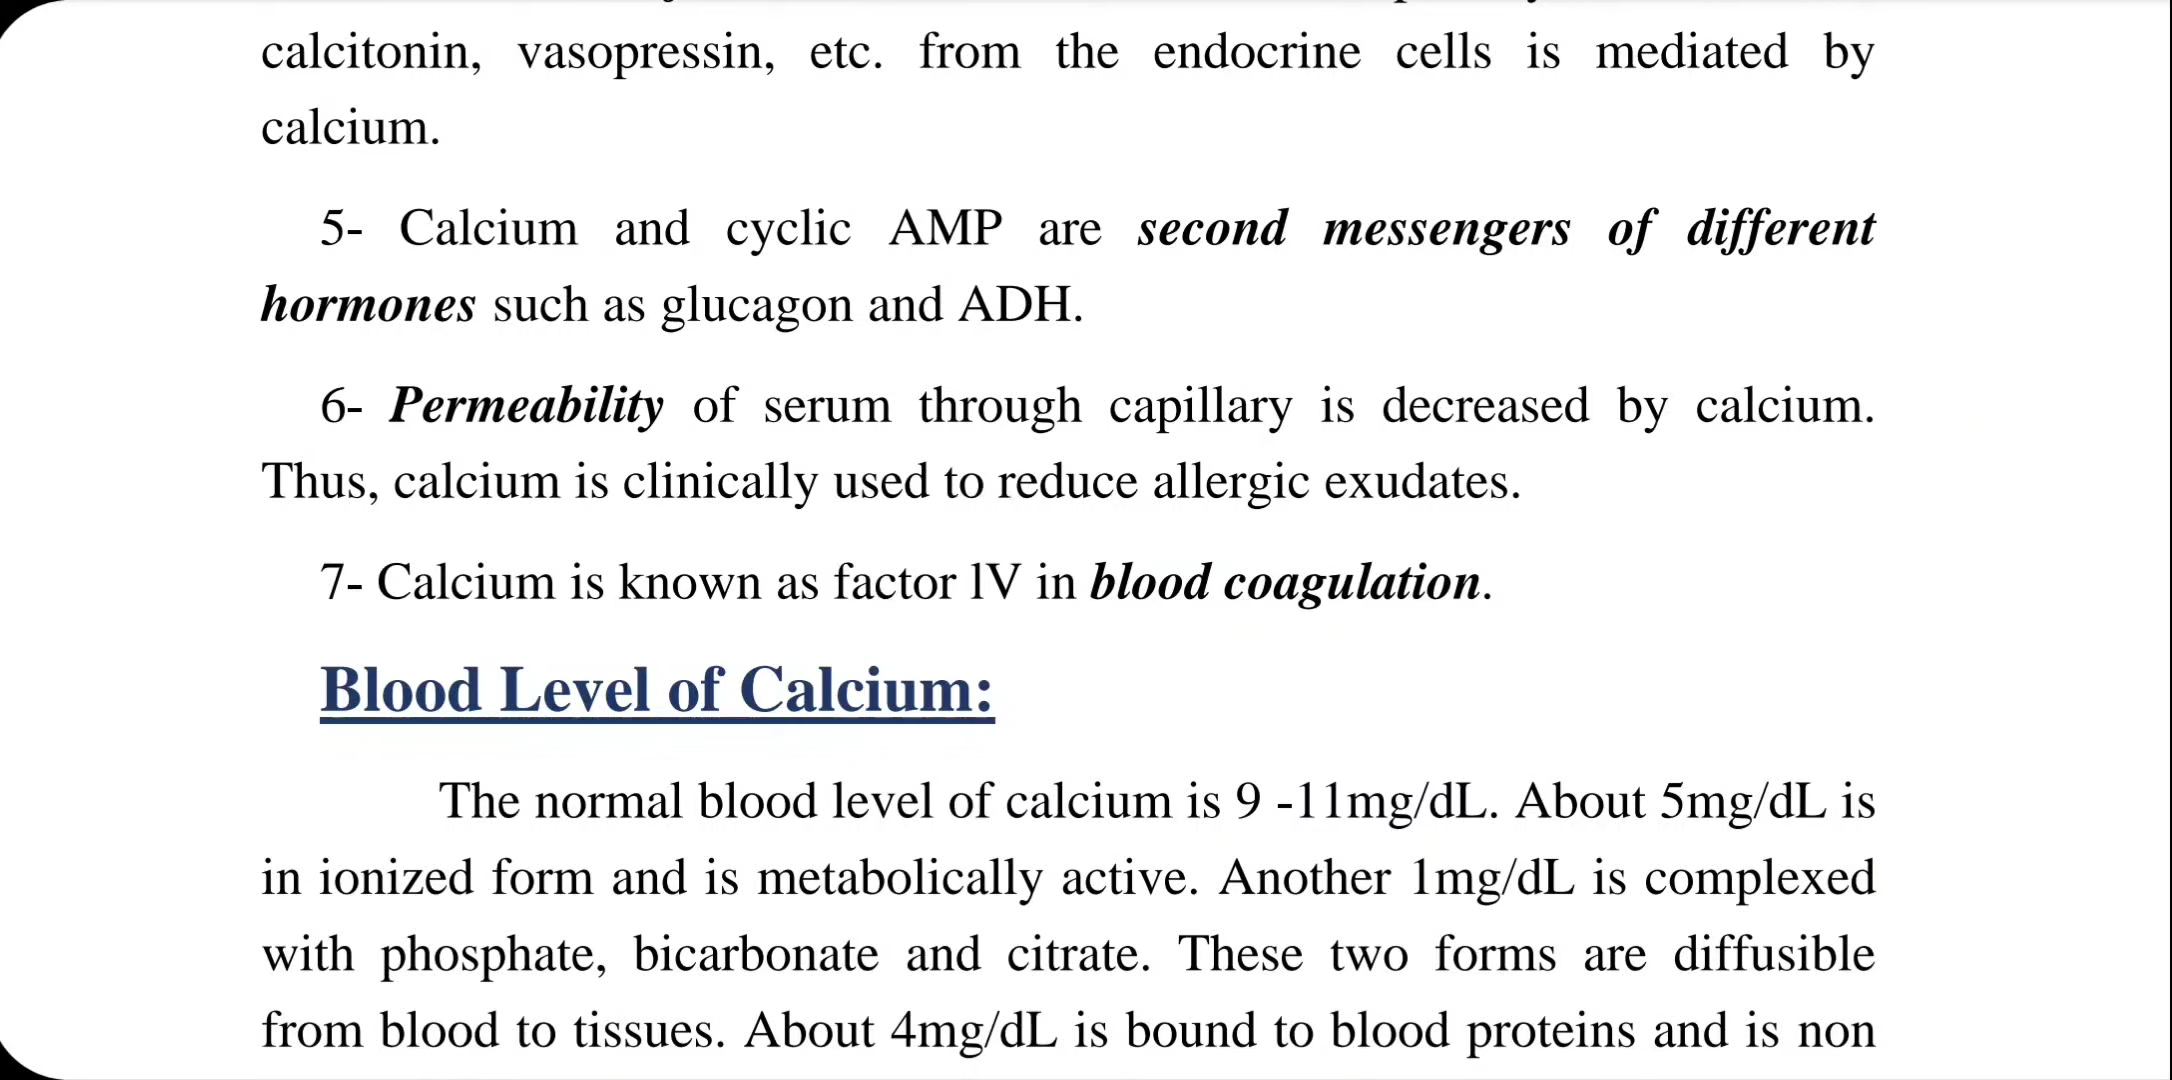 calcitonin, vasopressin, etc. from the endocrine cells is mediated by
calcium.
5- Calcium and cyclic AMP are second messengers of different
hormones such as glucagon and ADH.
6- Permeability of serum through capillary is decreased by calcium.
Thus, calcium is clinically used to reduce allergic exudates.
7- Calcium is known as factor lV in blood coagulation.
Blood Level of Calcium:
The normal blood level of calcium is 9 -11mg/dL. About 5mg/dL is
in ionized form and is metabolically active. Another 1mg/dL is complexed
with phosphate, bicarbonate and citrate. These two forms are diffusible
from blood to tissues. About 4mg/dL is bound to blood proteins and is non